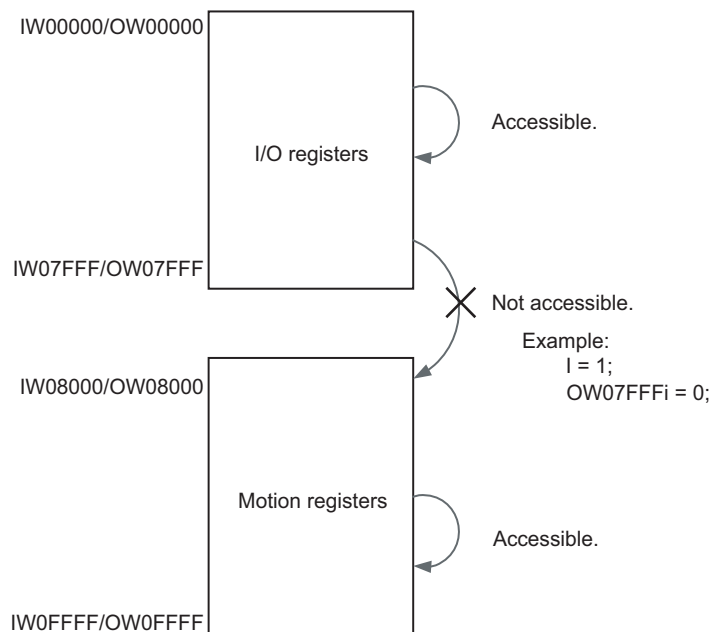 IW00000/OW00000
Accessible.
I/O registers
IW07FFF/OW07FFF
Not accessible.
Example:
I = 1;
OW07FFFi = 0;
IW08000/OW08000
Motion registers
Accessible.
IW0FFFF/OW0FFFF